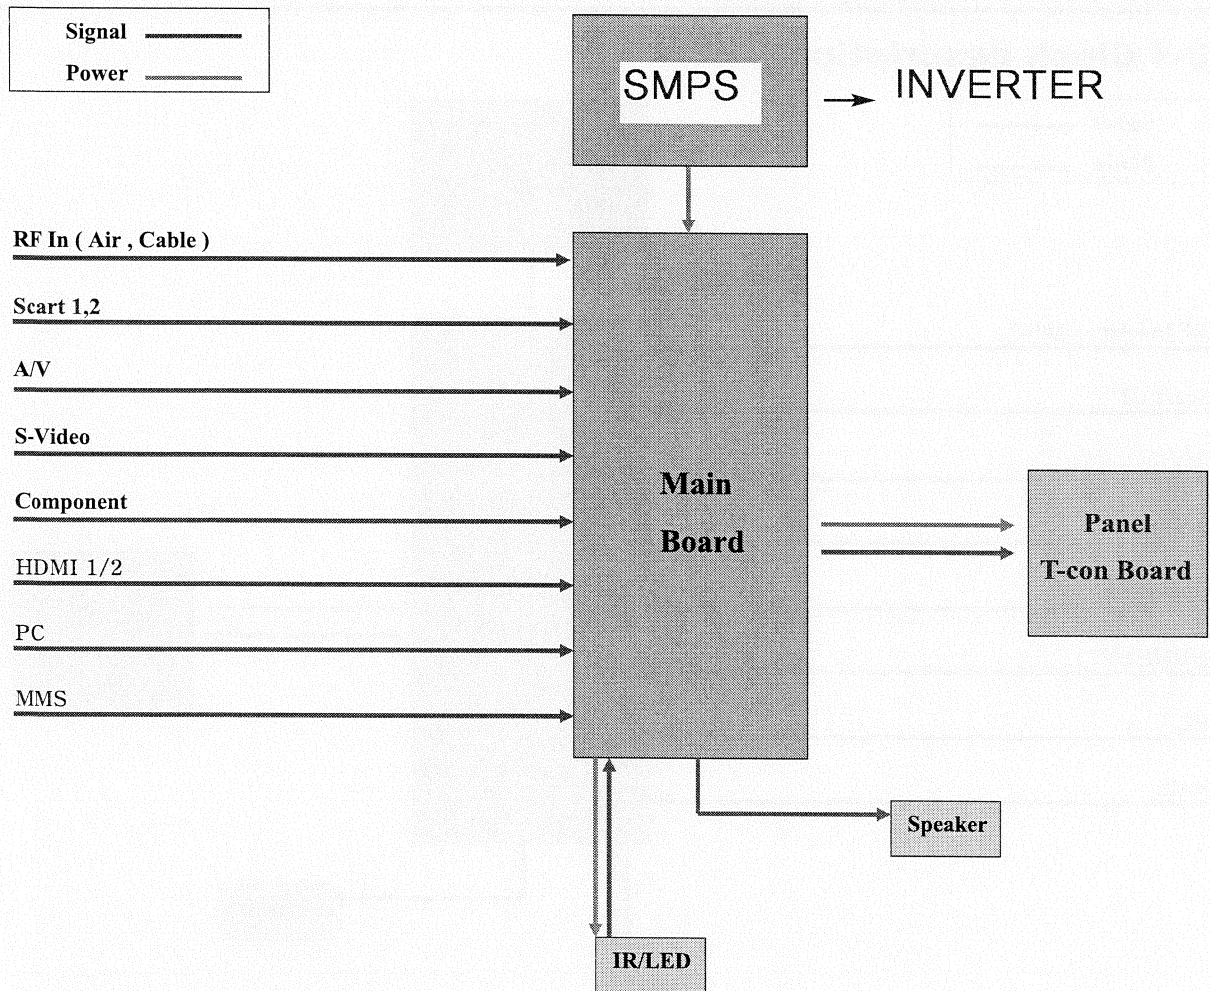 Signal
Power
SMPS
INVERTER
RF In ( Air , Cable )
Scart 1,2
A/V
S-Video
Component
HDMI 1/2
PC
MMS
Main
Board
Panel
T-con Board
Speaker
IR/LED